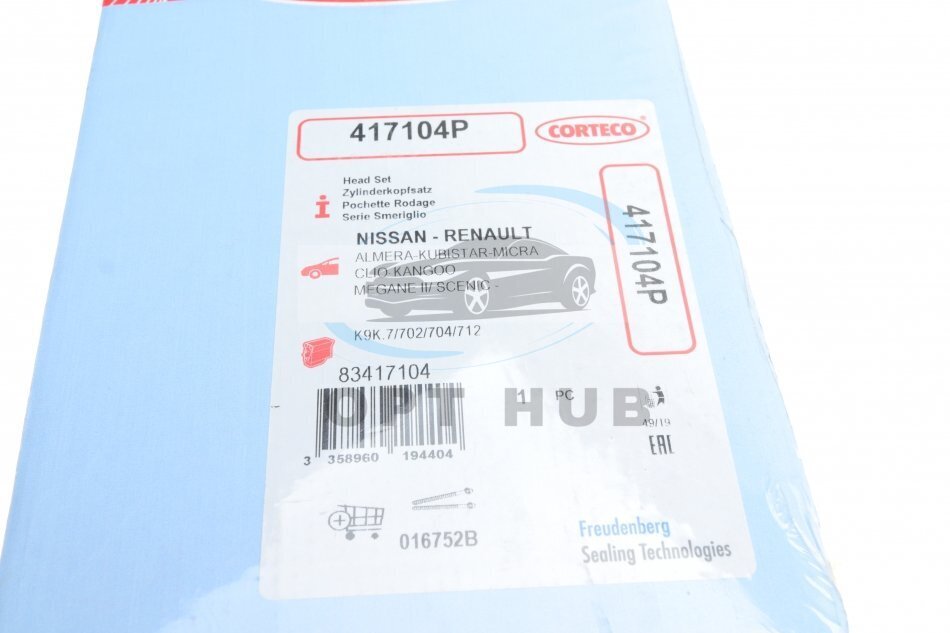 417104P
CORTECO
Head Set
Zylinderkopfsatz
Pochette Rodage
Serie Smeriglio
417104P
NISSAN - RENAULT
ALMERA-KUBISTAR-MICRA
CLIO-KANGOO
MEGANE II/ SCENIC -
K9K.7/702/704/712
83417104
1 PC
OPT HUB
49/19
EAC
3 358960 194404
016752B
Freudenberg
Sealing Technologies